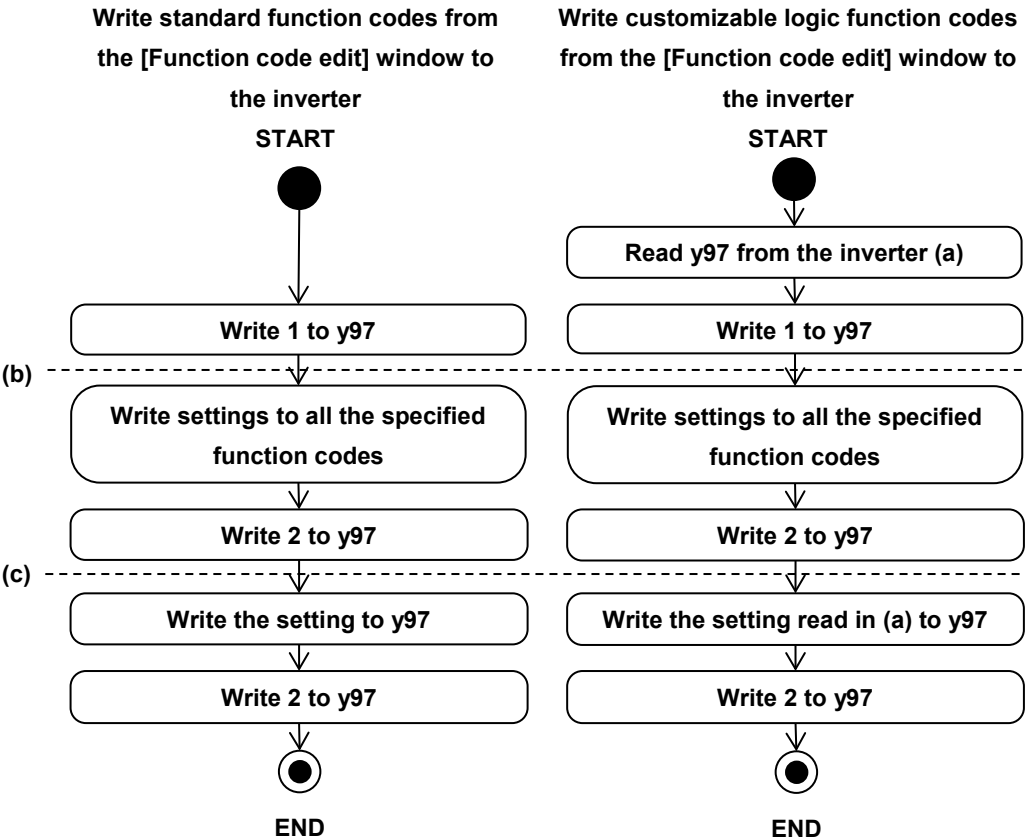 Write standard function codes from
the [Function code edit] window to
the inverter
START
Write 1 to y97
Write settings to all the specified
function codes
Write 2 to y97
Write the setting to y97
Write 2 to y97
END
Write customizable logic function codes
from the [Function code edit] window to
the inverter
START
Read y97 from the inverter (a)
Write 1 to y97
Write settings to all the specified
function codes
Write 2 to y97
Write the setting read in (a) to y97
Write 2 to y97
END
(b)
(c)